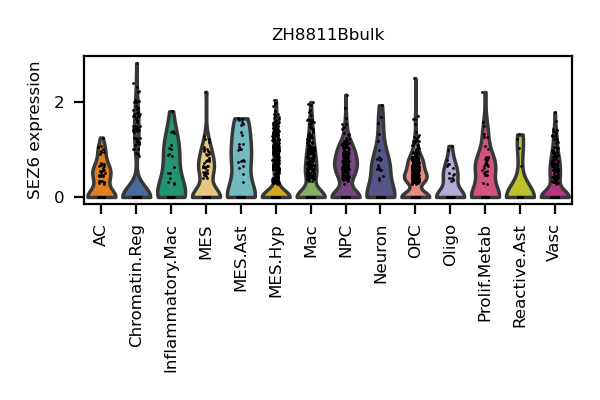 ZH8811Bbulk
SEZ6 expression
2
0
AC
Chromatin.Reg
Inflammatory.Mac
MES
MES.Ast
MES.Hyp
Mac
NPC
Neuron
OPC
Oligo
Prolif.Metab
Reactive.Ast
Vasc